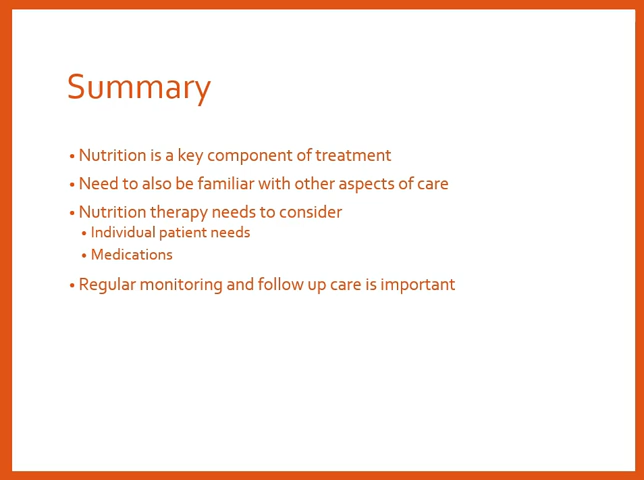 Summary
• Nutrition is a key component of treatment
• Need to also be familiar with other aspects of care
• Nutrition therapy needs to consider
• Individual patient needs
• Medications
• Regular monitoring and follow up care is important